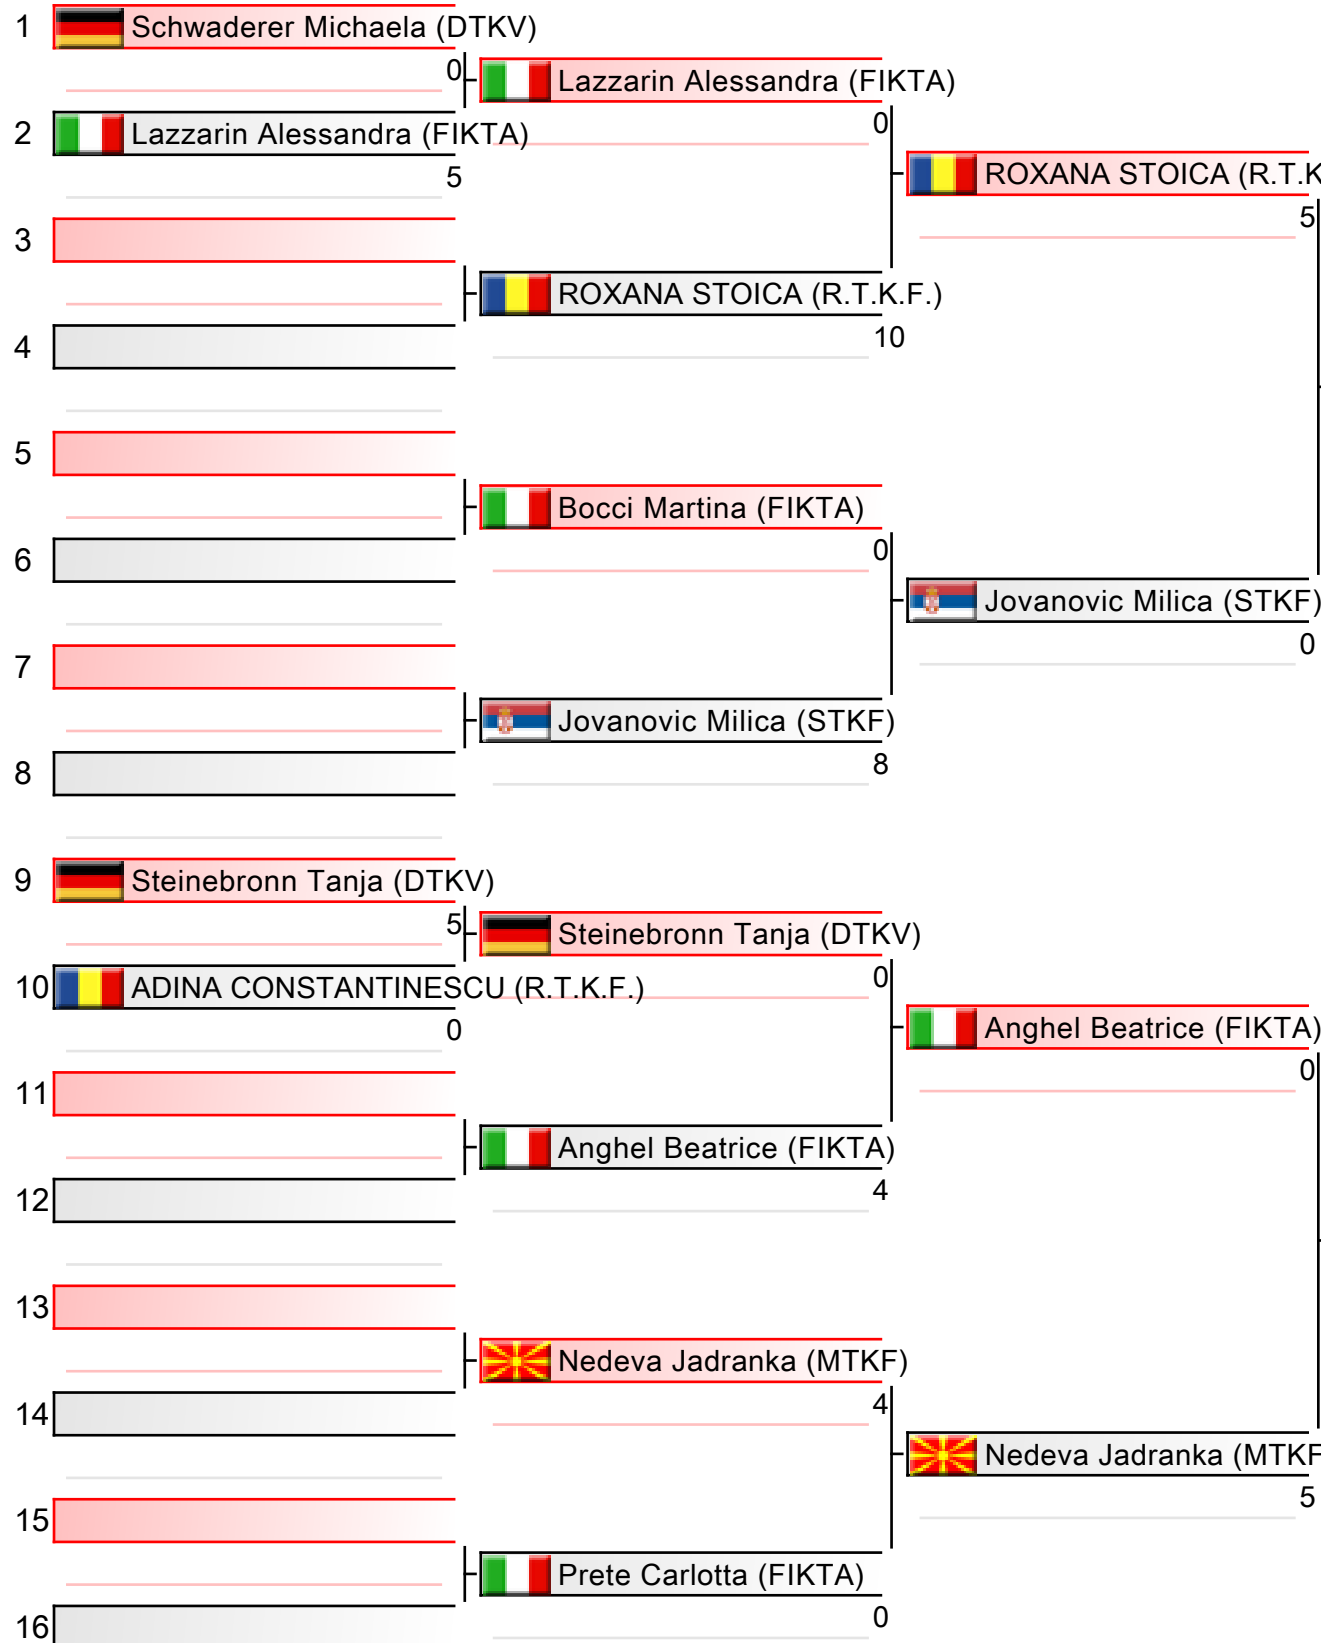 1 Schwaderer Michaela (DTKV)
0
Lazzarin Alessandra (FIKTA)
0
2 Lazzarin Alessandra (FIKTA)
5
ROXANA STOICA (R.T.K
5
3
ROXANA STOICA (R.T.K.F.)
10
4
5
Bocci Martina (FIKTA)
0
6
Jovanovic Milica (STKF)
0
7
Jovanovic Milica (STKF)
8
8
9 Steinebronn Tanja (DTKV)
5
Steinebronn Tanja (DTKV)
0
10 ADINA CONSTANTINESCU (R.T.K.F.)
0
Anghel Beatrice (FIKTA)
0
11
Anghel Beatrice (FIKTA)
4
12
13
Nedeva Jadranka (MTKF)
4
14
Nedeva Jadranka (MTKF
5
15
Prete Carlotta (FIKTA)
0
16